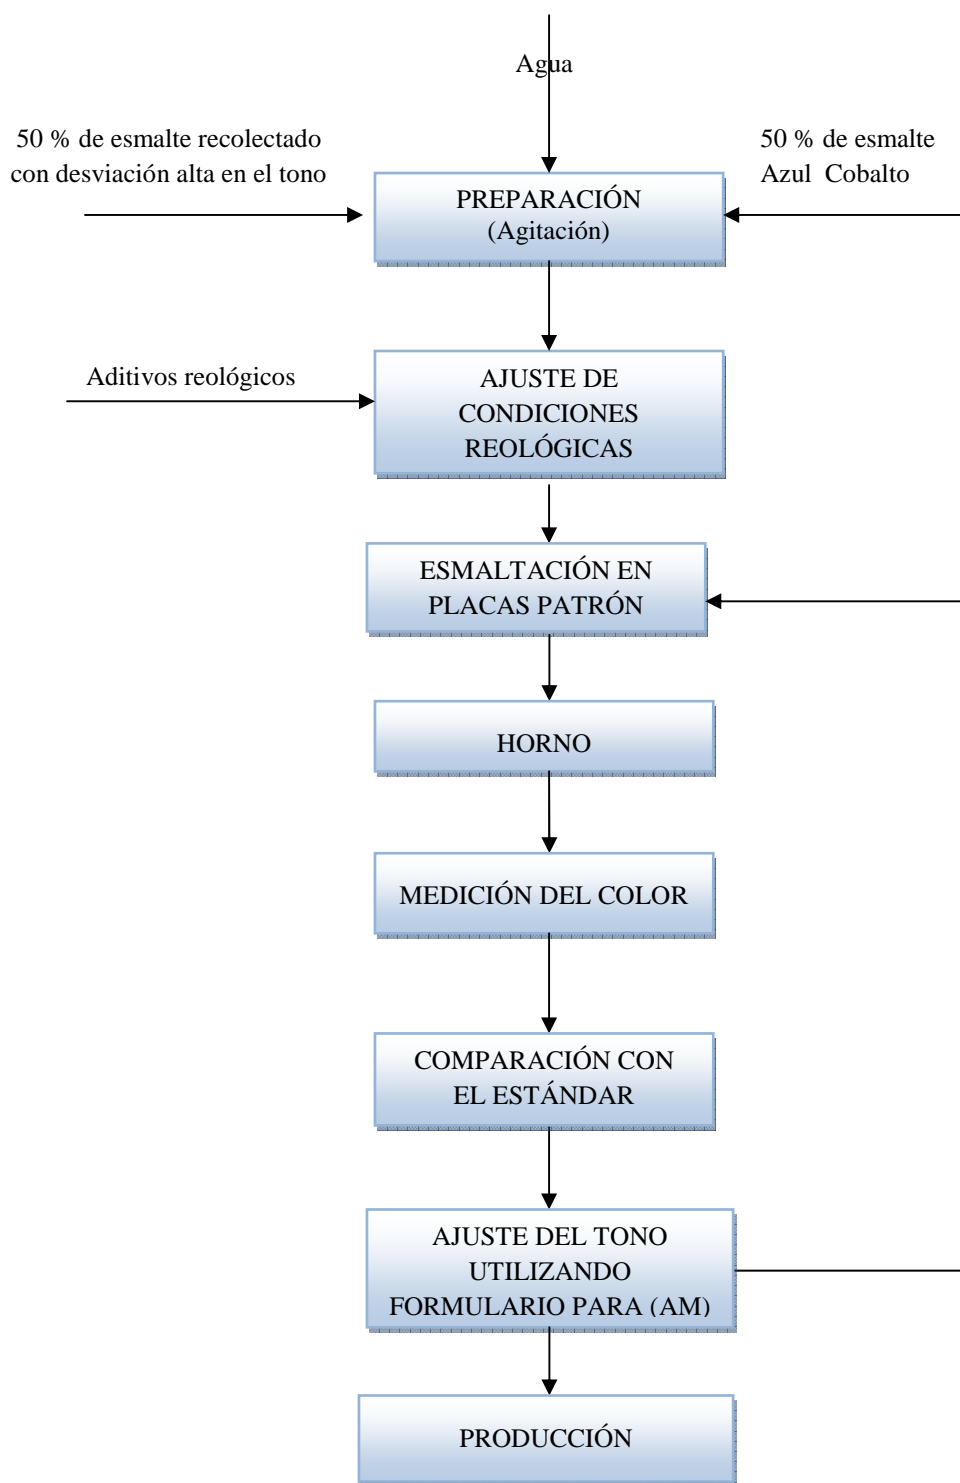 Agua
50 % de esmalte recolectado
con desviación alta en el tono
50 % de esmalte
Azul Cobalto
PREPARACIÓN
(Agitación)
Aditivos reológicos
AJUSTE DE
CONDICIONES
REOLÓGICAS
ESMALTACIÓN EN
PLACAS PATRÓN
HORNO
MEDICIÓN DEL COLOR
COMPARACIÓN CON
EL ESTÁNDAR
AJUSTE DEL TONO
UTILIZANDO
FORMULARIO PARA (AM)
PRODUCCIÓN